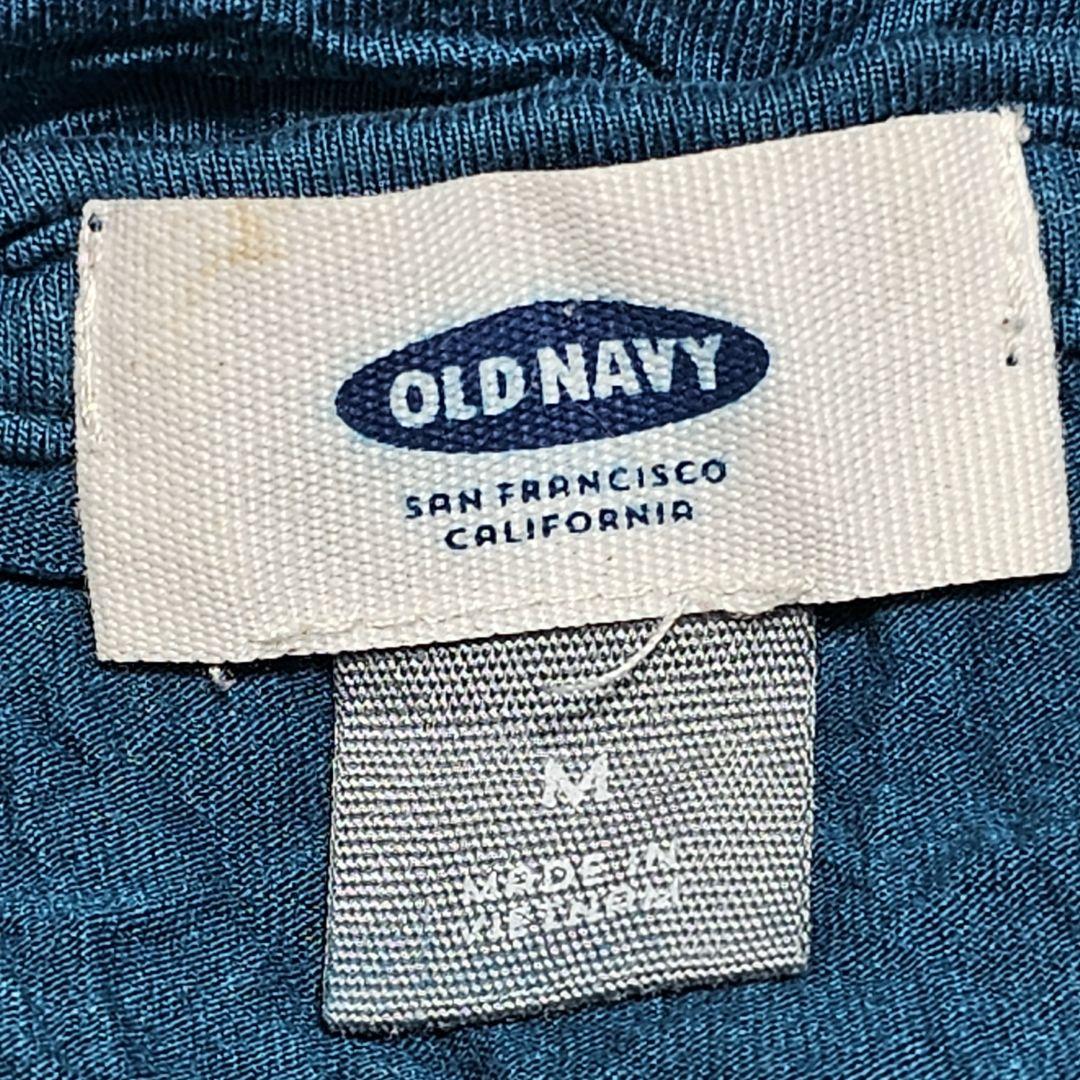 OLD NAVY
SAN FRANCISCO
CALIFORNIA
M
MADE IN
VIETNAM